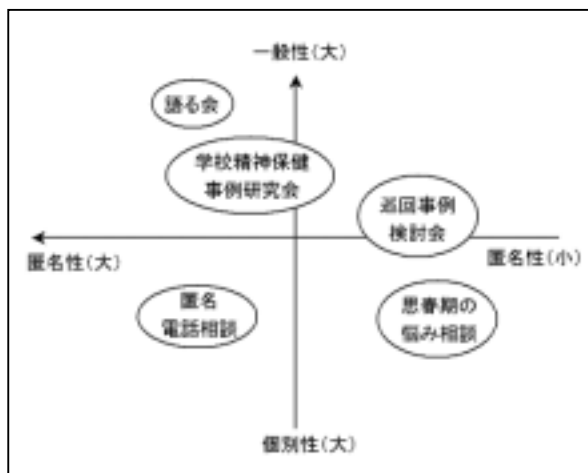 一般性(大)
語る会
学校精神保健
事例研究会
巡回事例
検討会
匿名性(大)
匿名性(小)
匿名
電話相談
思春期の
悩み相談
個別性(大)